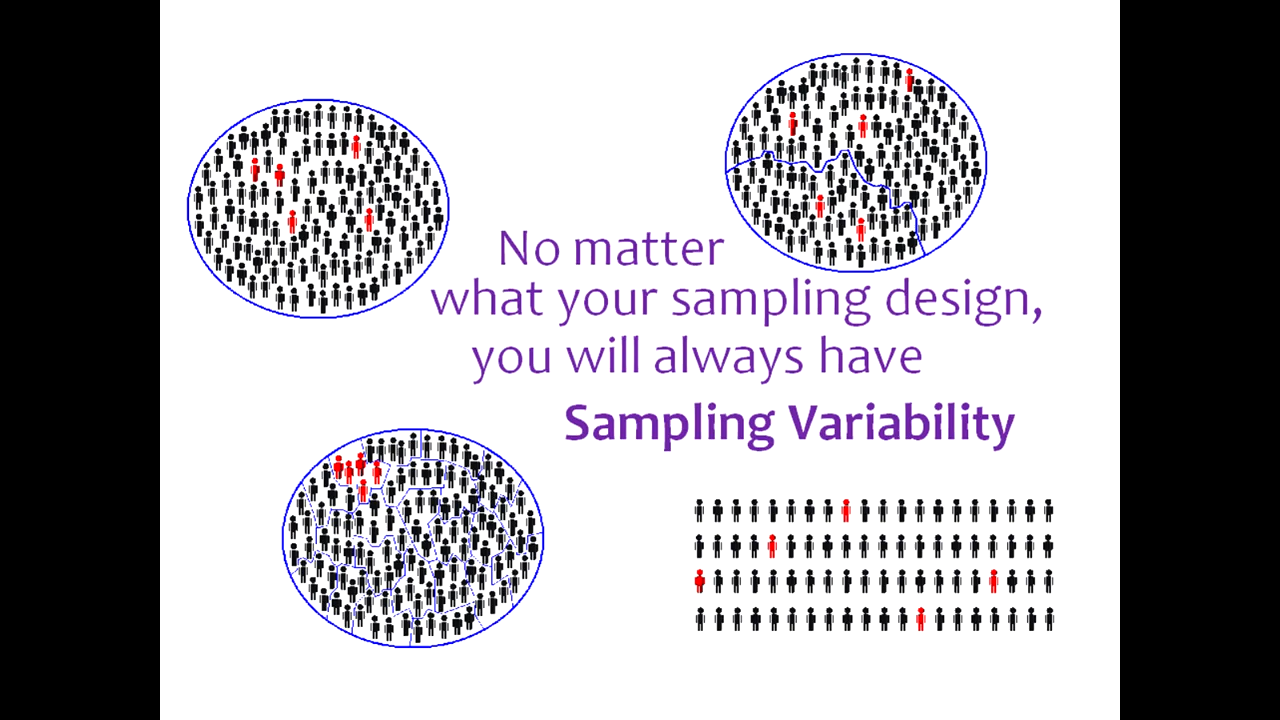 No matter
what your sampling design,
you will always have
Sampling Variability